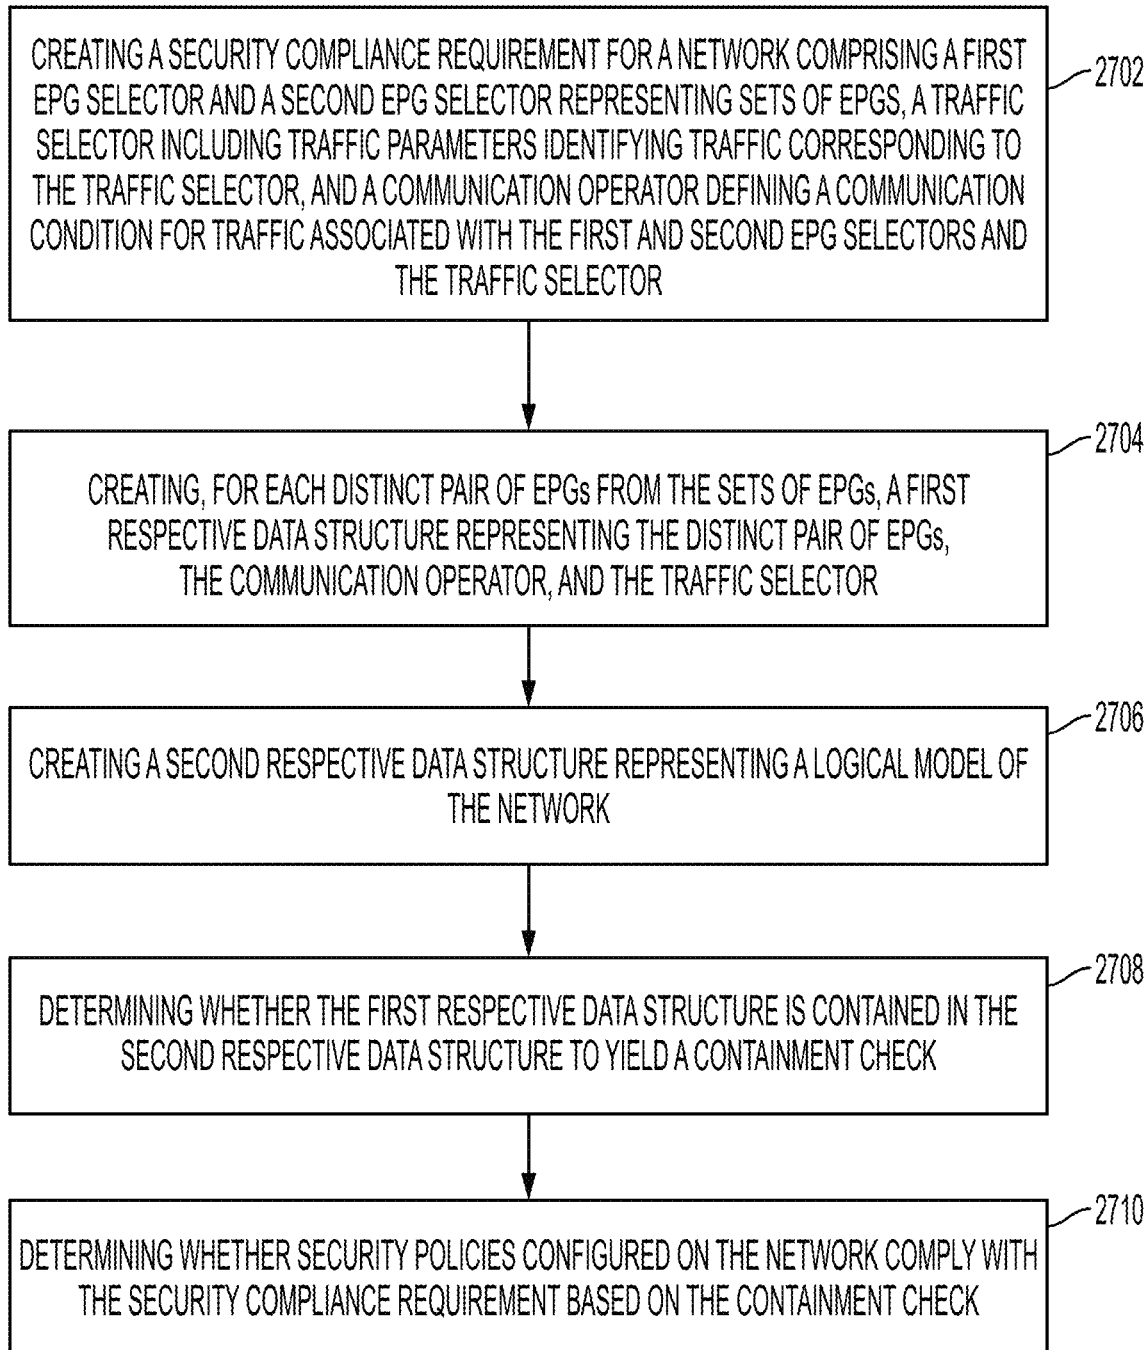 CREATING A SECURITY COMPLIANCE REQUIREMENT FOR A NETWORK COMPRISING A FIRST
EPG SELECTOR AND A SECOND EPG SELECTOR REPRESENTING SETS OF EPGS, A TRAFFIC
SELECTOR INCLUDING TRAFFIC PARAMETERS IDENTIFYING TRAFFIC CORRESPONDING TO
THE TRAFFIC SELECTOR, AND A COMMUNICATION OPERATOR DEFINING A COMMUNICATION
CONDITION FOR TRAFFIC ASSOCIATED WITH THE FIRST AND SECOND EPG SELECTORS AND
THE TRAFFIC SELECTOR
2702
CREATING, FOR EACH DISTINCT PAIR OF EPGs FROM THE SETS OF EPGs, A FIRST
RESPECTIVE DATA STRUCTURE REPRESENTING THE DISTINCT PAIR OF EPGs,
THE COMMUNICATION OPERATOR, AND THE TRAFFIC SELECTOR
2704
CREATING A SECOND RESPECTIVE DATA STRUCTURE REPRESENTING A LOGICAL MODEL OF
THE NETWORK
2706
DETERMINING WHETHER THE FIRST RESPECTIVE DATA STRUCTURE IS CONTAINED IN THE
SECOND RESPECTIVE DATA STRUCTURE TO YIELD A CONTAINMENT CHECK
2708
DETERMINING WHETHER SECURITY POLICIES CONFIGURED ON THE NETWORK COMPLY WITH
THE SECURITY COMPLIANCE REQUIREMENT BASED ON THE CONTAINMENT CHECK
2710